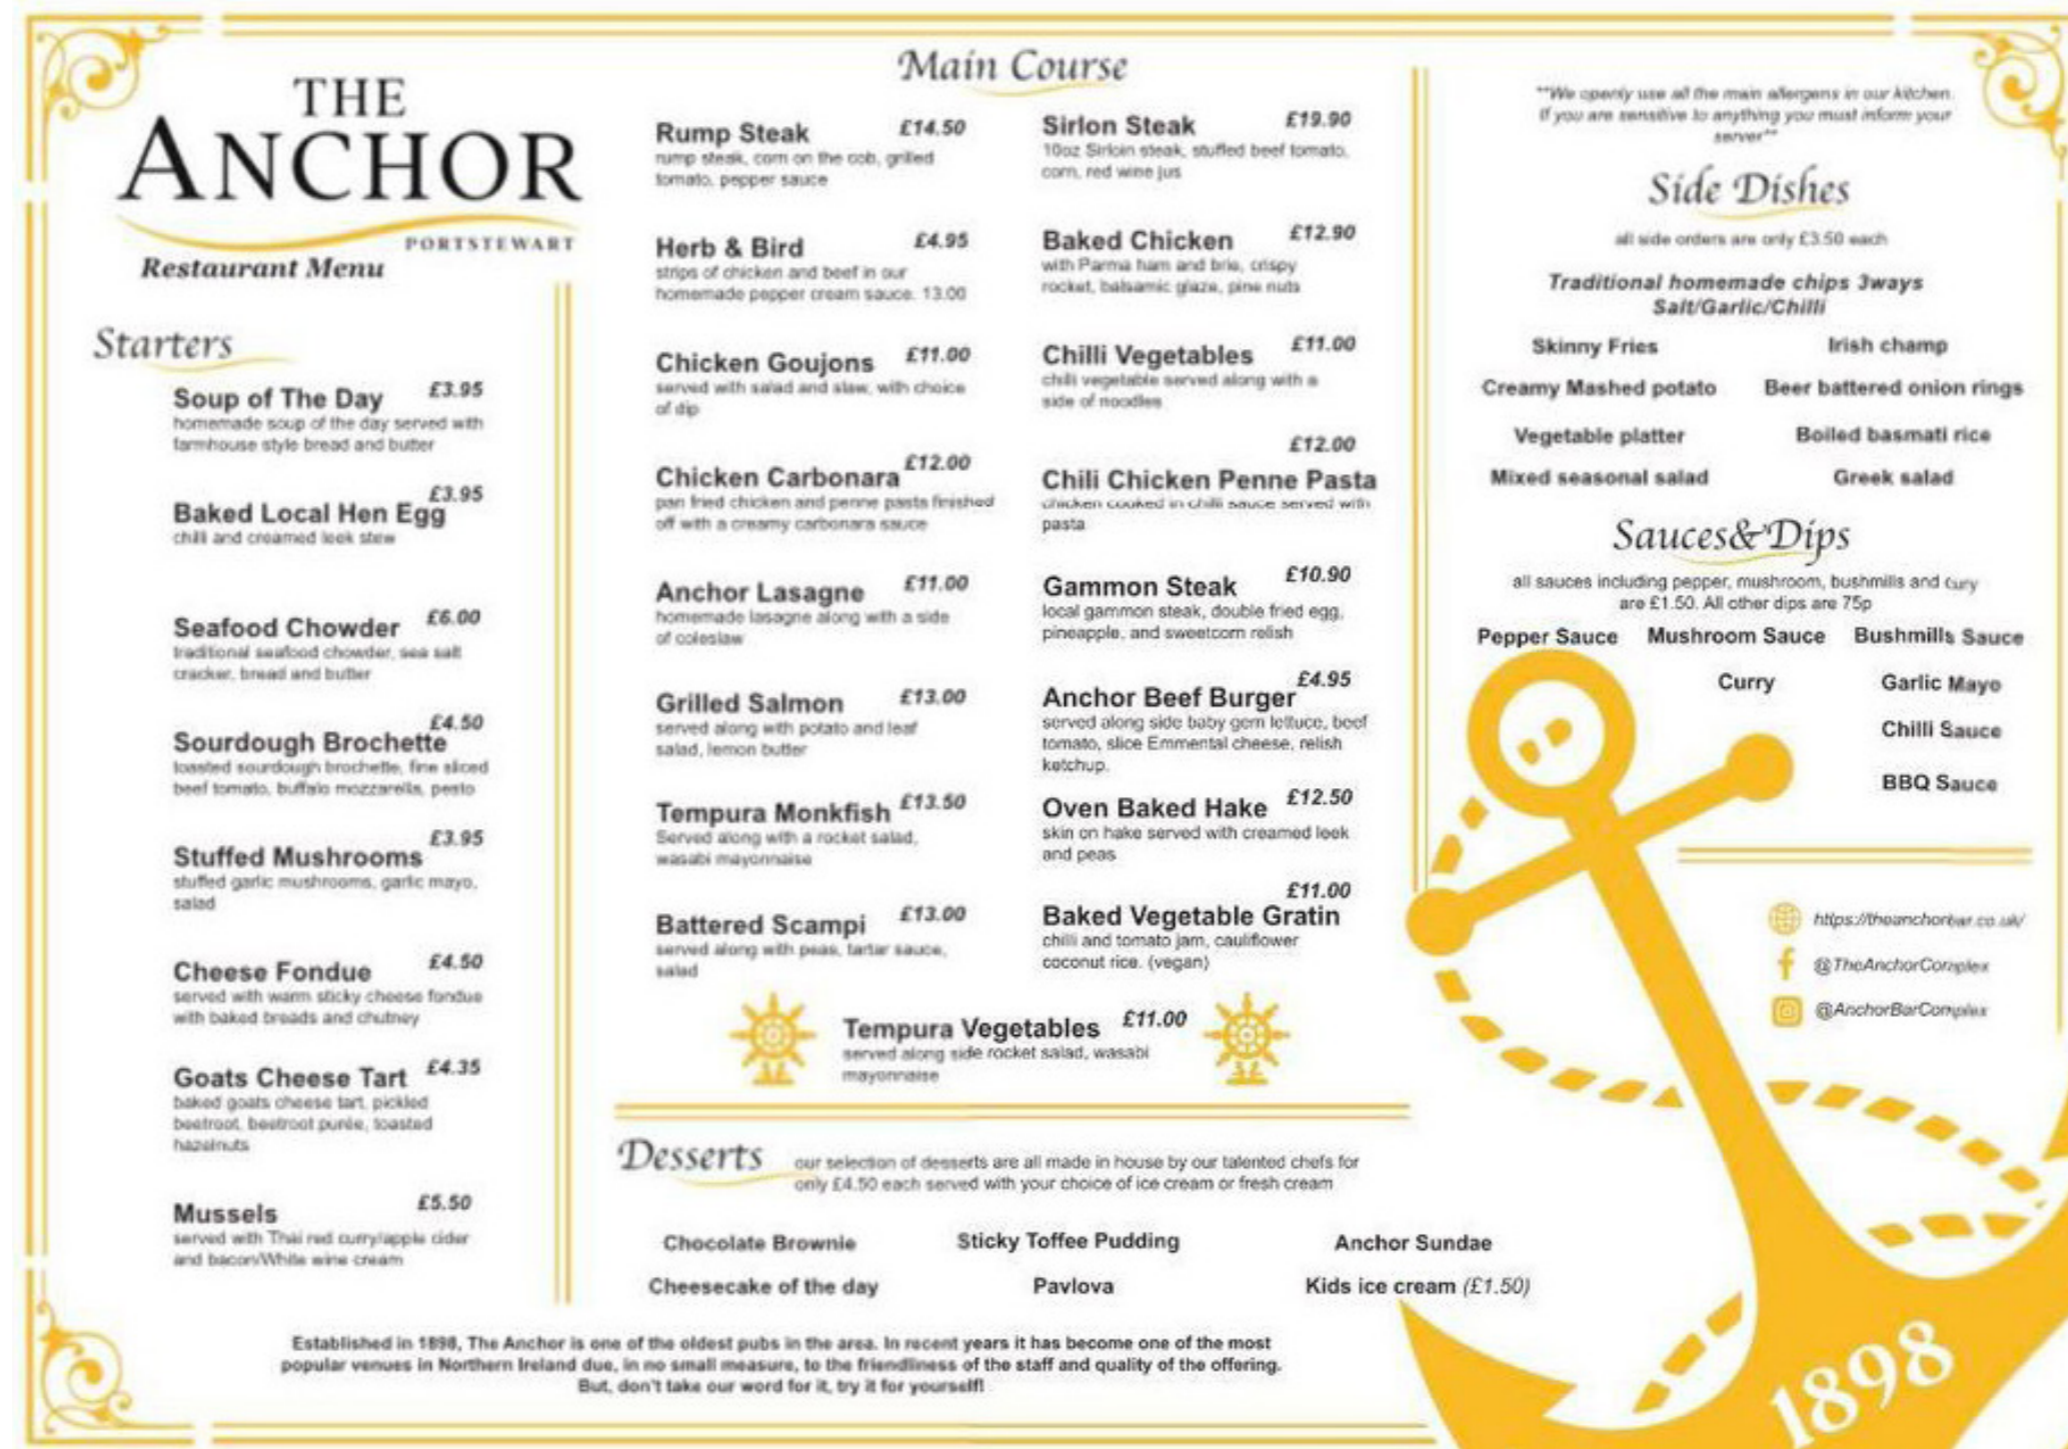 THE
ANCHOR
PORTSTEWART
Restaurant Menu
Starters
Soup of The Day £3.95
homemade soup of the day served with
farmhouse style bread and butter
Baked Local Hen Egg £3.95
chilli and creamed leek stew
Seafood Chowder £6.00
traditional seafood chowder, sea salt
cracker, bread and butter
Sourdough Brochette £4.50
toasted sourdough brochette, fine sliced
beef tomato, buffalo mozzarella, pesto
Stuffed Mushrooms £3.95
stuffed garlic mushrooms, garlic mayo,
salad
Cheese Fondue £4.50
served with warm sticky cheese fondue
with baked breads and chutney
Goats Cheese Tart £4.35
baked goats cheese tart, pickled
beetroot, beetroot purée, toasted
hazelnuts
Mussels £5.50
served with Thai red curry/apple cider
and bacon/White wine cream
Main Course
Rump Steak £14.50
rump steak, corn on the cob, grilled
tomato, pepper sauce
Herb & Bird £4.95
strips of chicken and beef in our
homemade pepper cream sauce. 13.00
Chicken Goujons £11.00
served with salad and slaw, with choice
of dip
Chicken Carbonara £12.00
pan fried chicken and penne pasta finished
off with a creamy carbonara sauce
Anchor Lasagne £11.00
homemade lasagne along with a side
of coleslaw
Grilled Salmon £13.00
served along with potato and leaf
salad, lemon butter
Tempura Monkfish £13.50
Served along with a rocket salad,
wasabi mayonnaise
Battered Scampi £13.00
served along with peas, tartar sauce,
salad
Sirlon Steak £19.90
10oz Sirloin steak, stuffed beef tomato,
corn, red wine jus
Baked Chicken £12.90
with Parma ham and brie, crispy
rocket, balsamic glaze, pine nuts
Chilli Vegetables £11.00
chilli vegetable served along with a
side of noodles
£12.00
Chili Chicken Penne Pasta
chicken cooked in chilli sauce served with
pasta
Gammon Steak £10.90
local gammon steak, double fried egg,
pineapple, and sweetcorn relish
Anchor Beef Burger £4.95
served along side baby gem lettuce, beef
tomato, slice Emmental cheese, relish
ketchup.
Oven Baked Hake £12.50
skin on hake served with creamed leek
and peas
£11.00
Baked Vegetable Gratin
chilli and tomato jam, cauliflower
coconut rice. (vegan)
Tempura Vegetables £11.00
served along side rocket salad, wasabi
mayonnaise
Desserts
our selection of desserts are all made in house by our talented chefs for
only £4.50 each served with your choice of ice cream or fresh cream
Chocolate Brownie Sticky Toffee Pudding Anchor Sundae
Cheesecake of the day Pavlova Kids ice cream (£1.50)
Established in 1898, The Anchor is one of the oldest pubs in the area. In recent years it has become one of the most
popular venues in Northern Ireland due, in no small measure, to the friendliness of the staff and quality of the offering.
But, don't take our word for it, try it for yourself!
**We openly use all the main allergens in our kitchen.
If you are sensitive to anything you must inform your
server**
Side Dishes
all side orders are only £3.50 each
Traditional homemade chips 3ways
Salt/Garlic/Chilli
Skinny Fries Irish champ
Creamy Mashed potato Beer battered onion rings
Vegetable platter Boiled basmati rice
Mixed seasonal salad Greek salad
Sauces&Dips
all sauces including pepper, mushroom, bushmills and cury
are £1.50. All other dips are 75p
Pepper Sauce Mushroom Sauce Bushmills Sauce
Curry Garlic Mayo
Chilli Sauce
BBQ Sauce
https://theanchorbar.co.uk/
@TheAnchorComplex
@AnchorBarComplex
1898